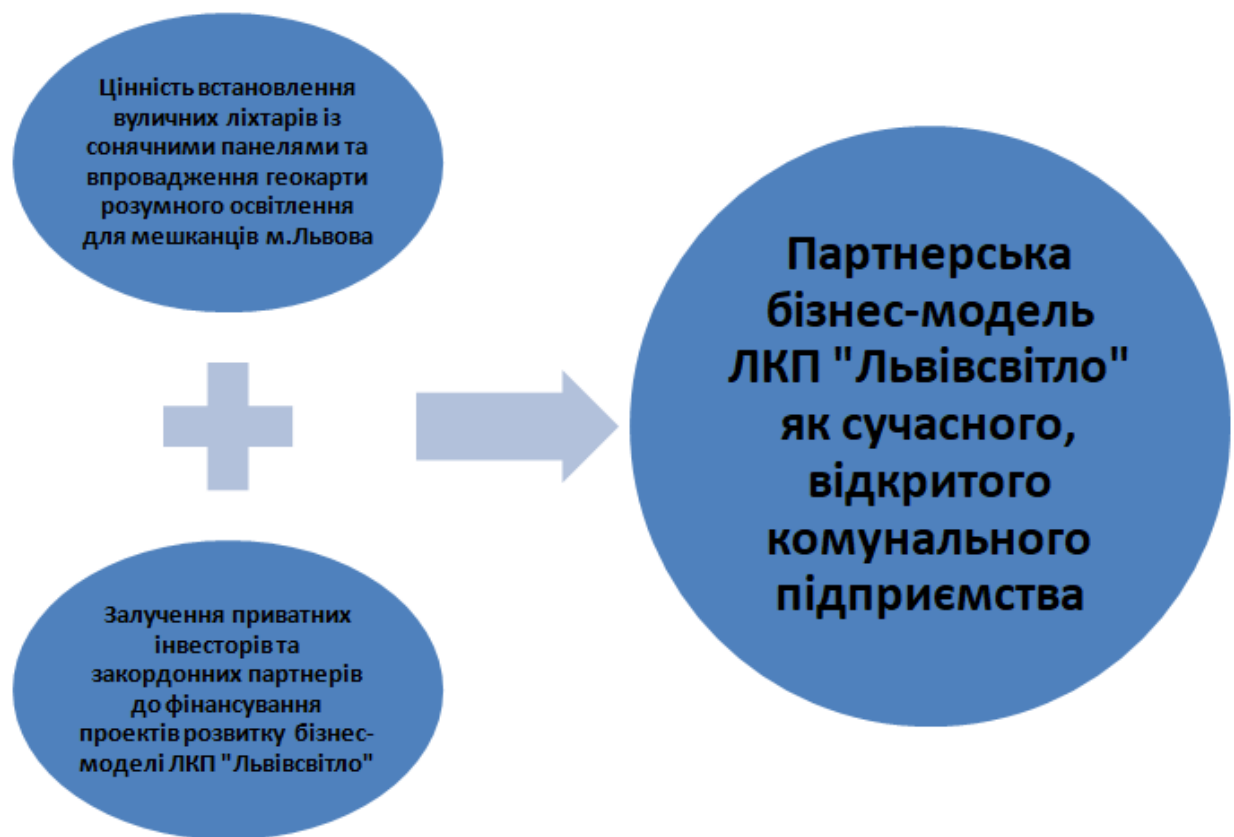 Цінність встановлення
вуличних ліхтарів із
сонячними панелями та
впровадження геокарти
розумного освітлення
для мешканців м.Львова
Залучення приватних
інвесторів та
закордонних партнерів
до фінансування
проектів розвитку бізнес-
моделі ЛКП "Львівсвітло"
Партнерська
бізнес-модель
ЛКП "Львівсвітло"
як сучасного,
відкритого
комунального
підприємства